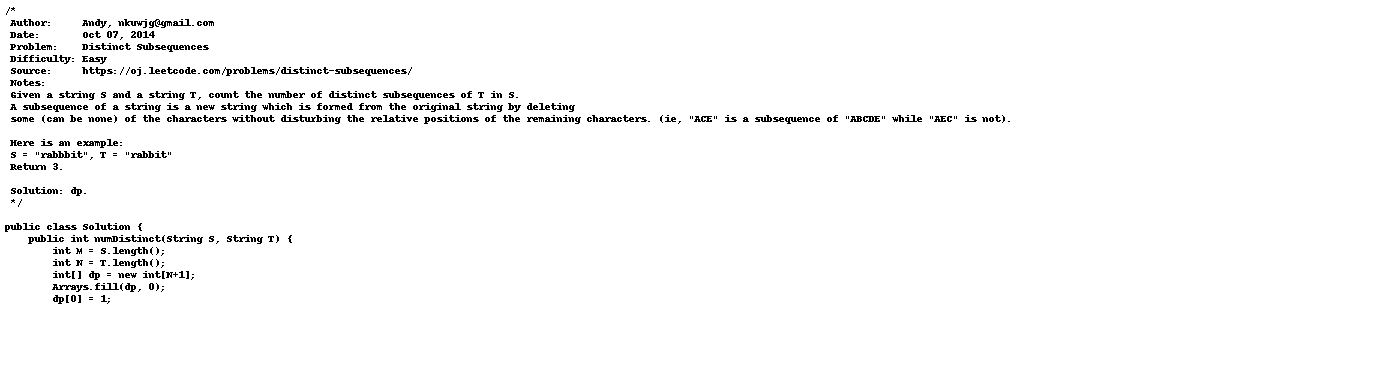 /*
 Author:     Andy, nkuwjg@gmail.com
 Date:       Oct 07, 2014
 Problem:    Distinct Subsequences
 Difficulty: Easy
 Source:     https://oj.leetcode.com/problems/distinct-subsequences/
 Notes:
 Given a string S and a string T, count the number of distinct subsequences of T in S.
 A subsequence of a string is a new string which is formed from the original string by deleting
 some (can be none) of the characters without disturbing the relative positions of the remaining characters. (ie, "ACE" is a subsequence of "ABCDE" while "AEC" is not).

 Here is an example:
 S = "rabbbit", T = "rabbit"
 Return 3.

 Solution: dp.
 */

public class Solution {
    public int numDistinct(String S, String T) {
        int M = S.length();
        int N = T.length();
        int[] dp = new int[N+1];
        Arrays.fill(dp, 0);
        dp[0] = 1;